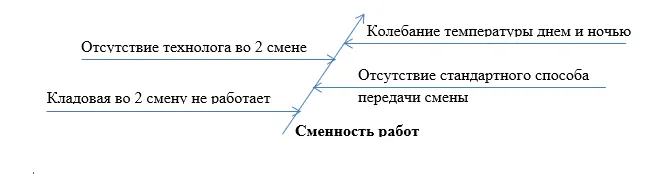 Колебание температуры днем и ночью
Отсутствие технолога во 2 смене
Отсутствие стандартного способа
передачи смены
Кладовая во 2 смену не работает
Сменность работ